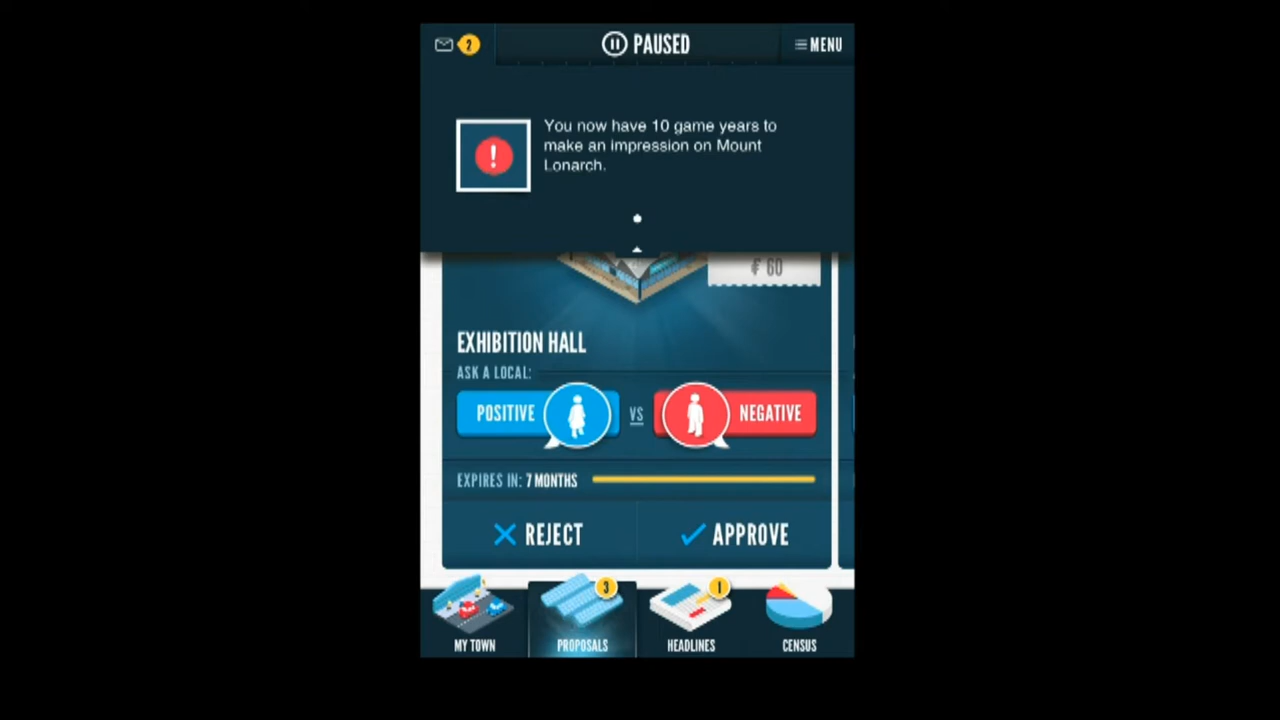 2
PAUSED
MENU
!
You now have 10 game years to
make an impression on Mount
Lonarch.
₣ 60
EXHIBITION HALL
ASK A LOCAL:
POSITIVE VS NEGATIVE
EXPIRES IN: 7 MONTHS
REJECT
APPROVE
3
1
MY TOWN
PROPOSALS
HEADLINES
CENSUS